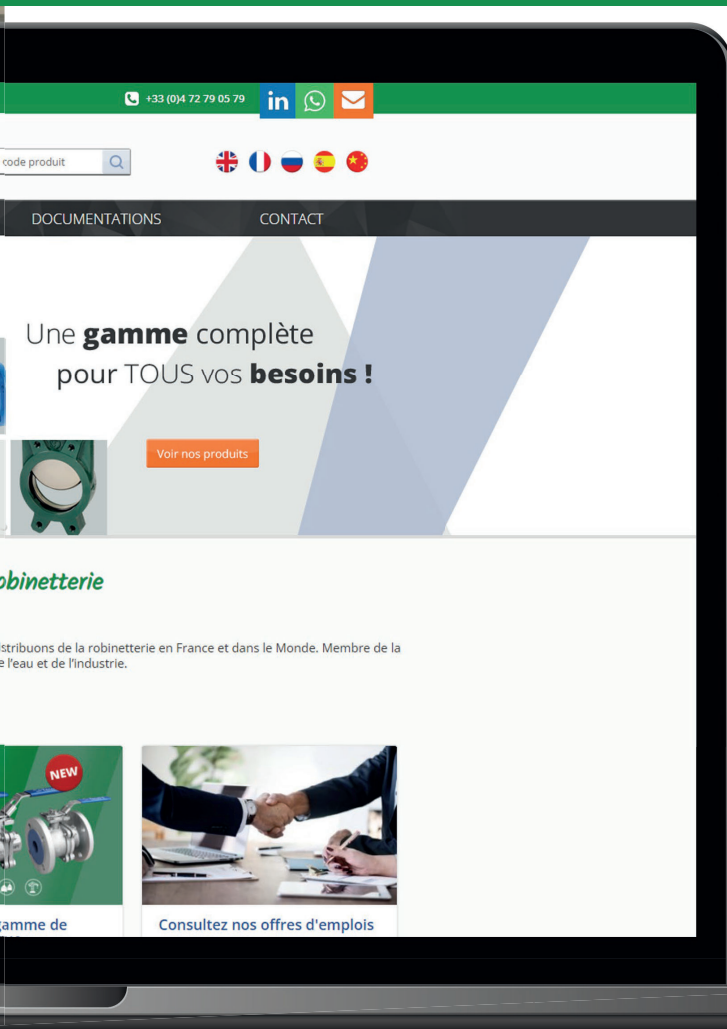 +33 (0)4 72 79 05 79
in
code produit
DOCUMENTATIONS CONTACT
Une gamme complète
pour TOUS vos besoins !
Voir nos produits
obinetterie
stribuons de la robinetterie en France et dans le Monde. Membre de la
e l'eau et de l'industrie.
NEW
gamme de
Consultez nos offres d'emplois